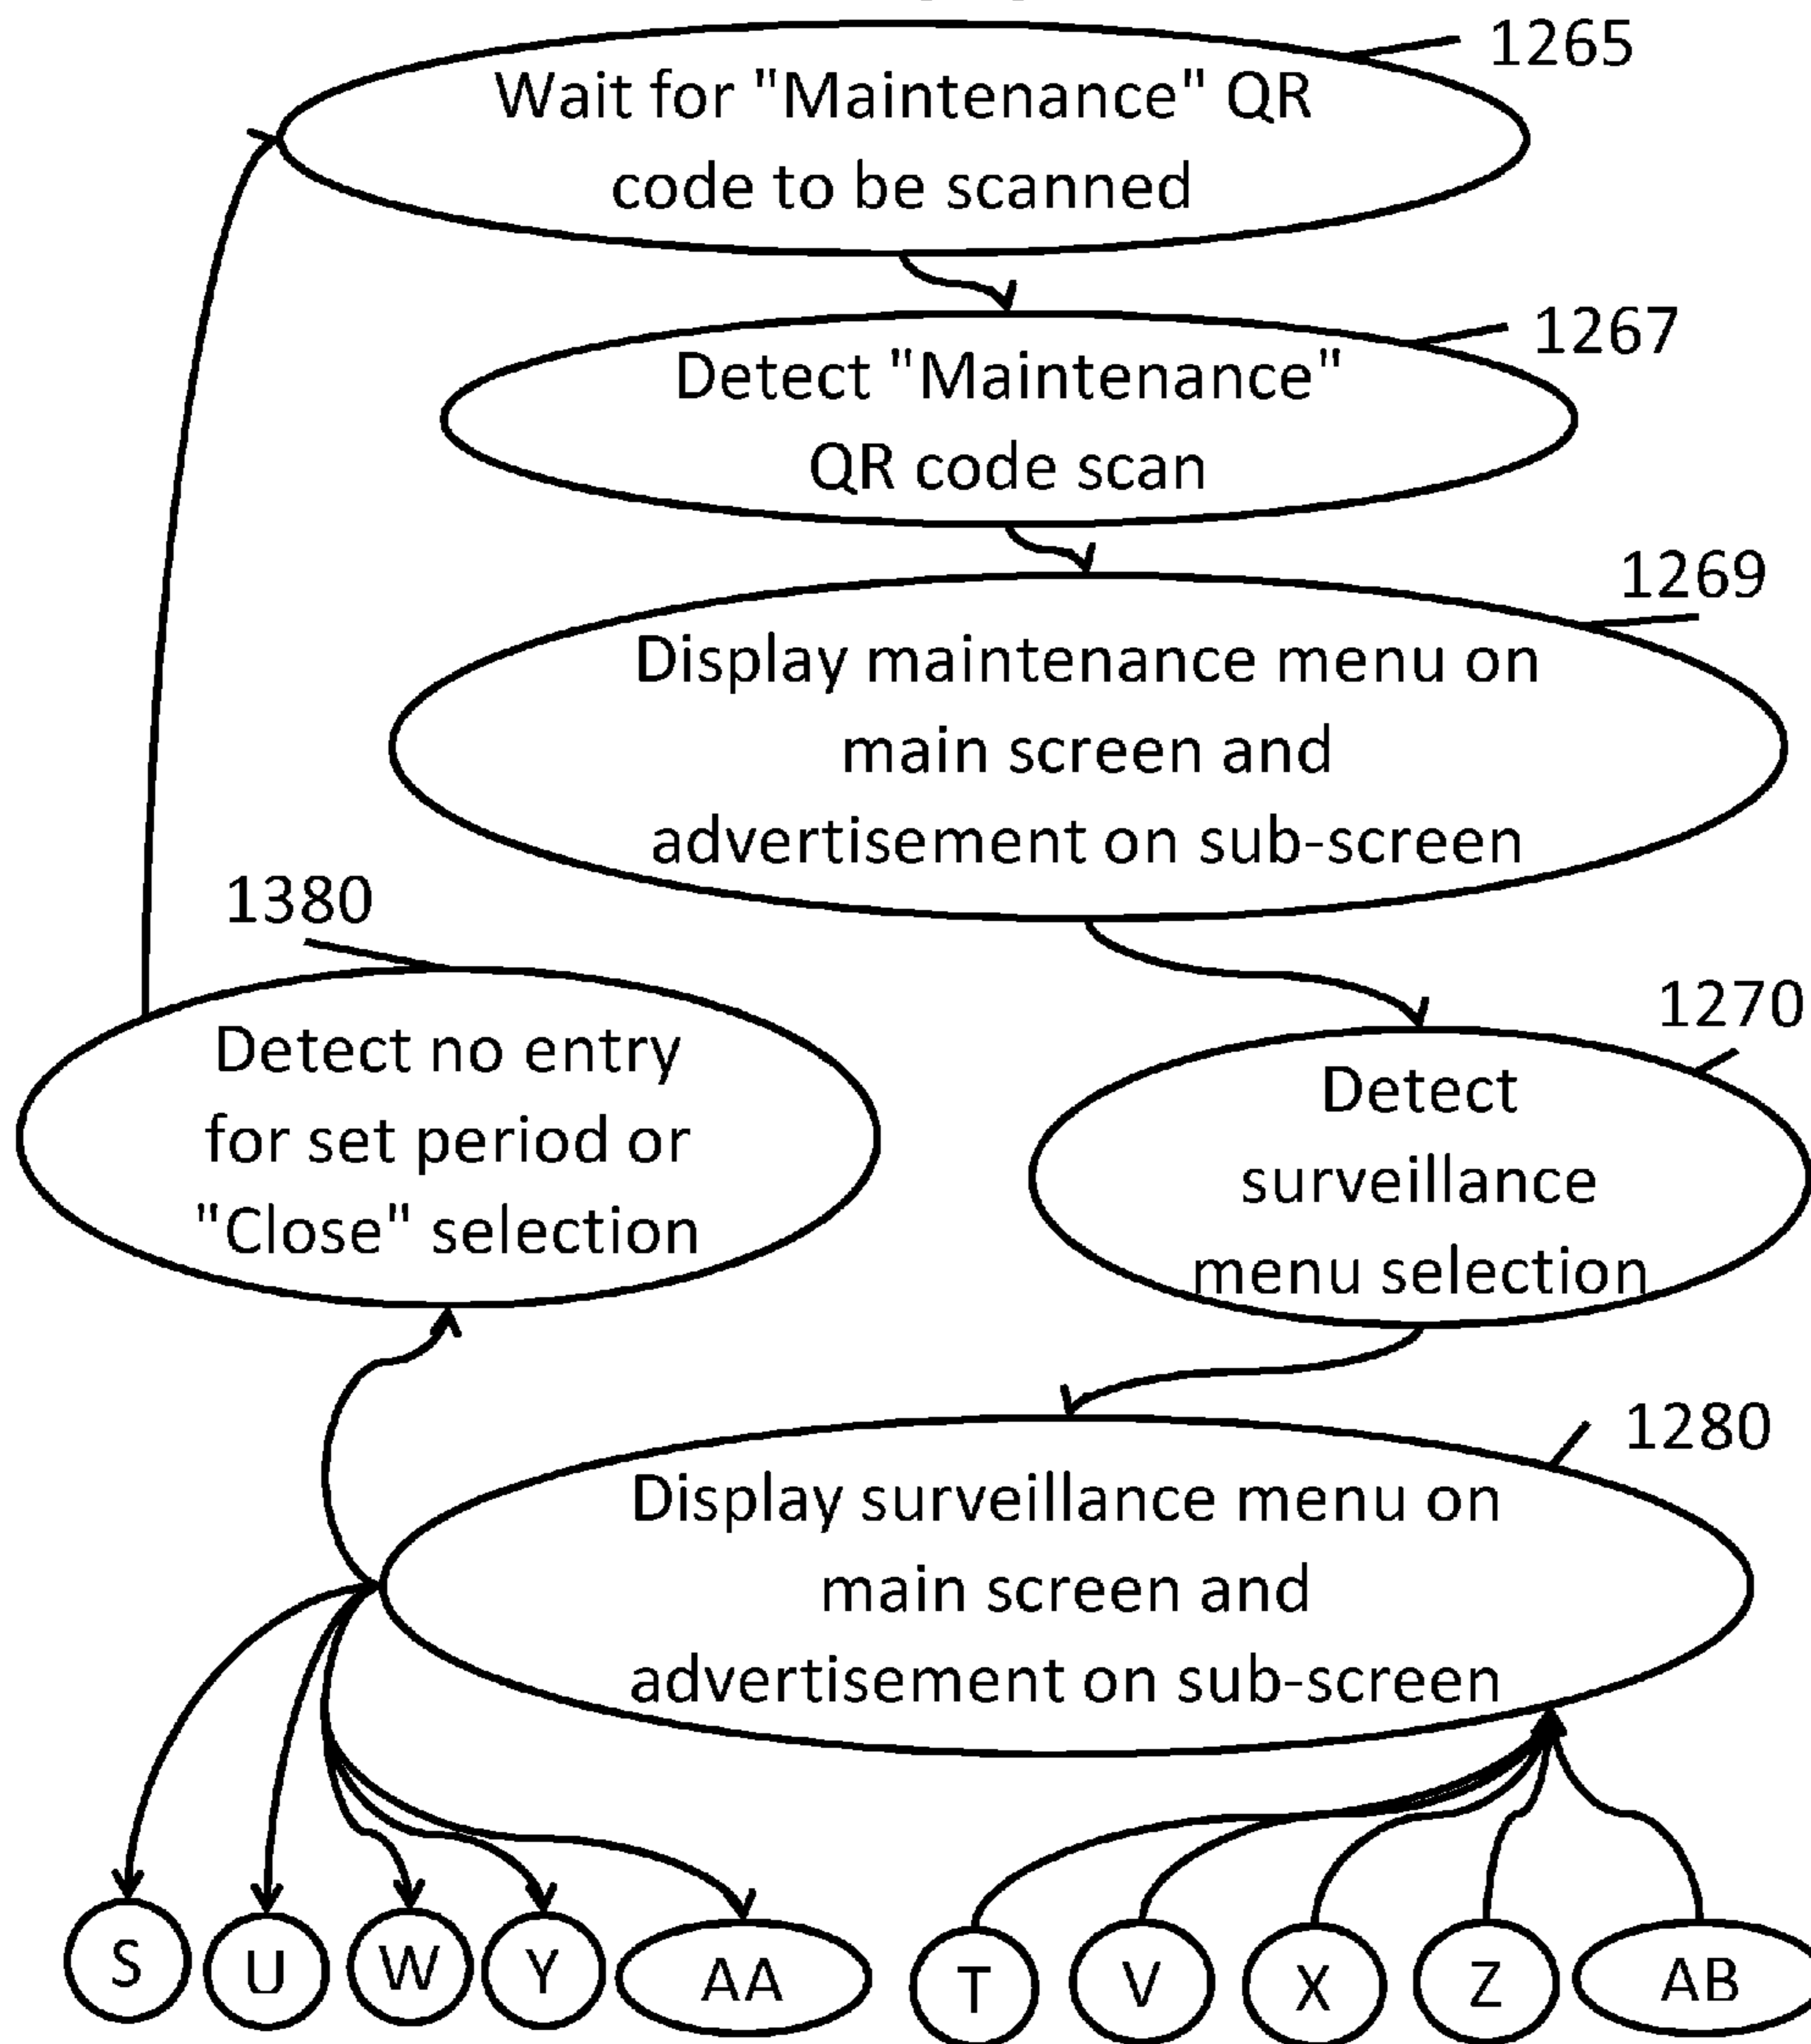 1265
Wait for "Maintenance" QR
code to be scanned
1267
Detect "Maintenance"
QR code scan
1269
Display maintenance menu on
main screen and
advertisement on sub-screen
1380
Detect no entry
for set period or
"Close" selection
1270
Detect
surveillance
menu selection
1280
Display surveillance menu on
main screen and
advertisement on sub-screen
S U W Y AA T V X Z AB